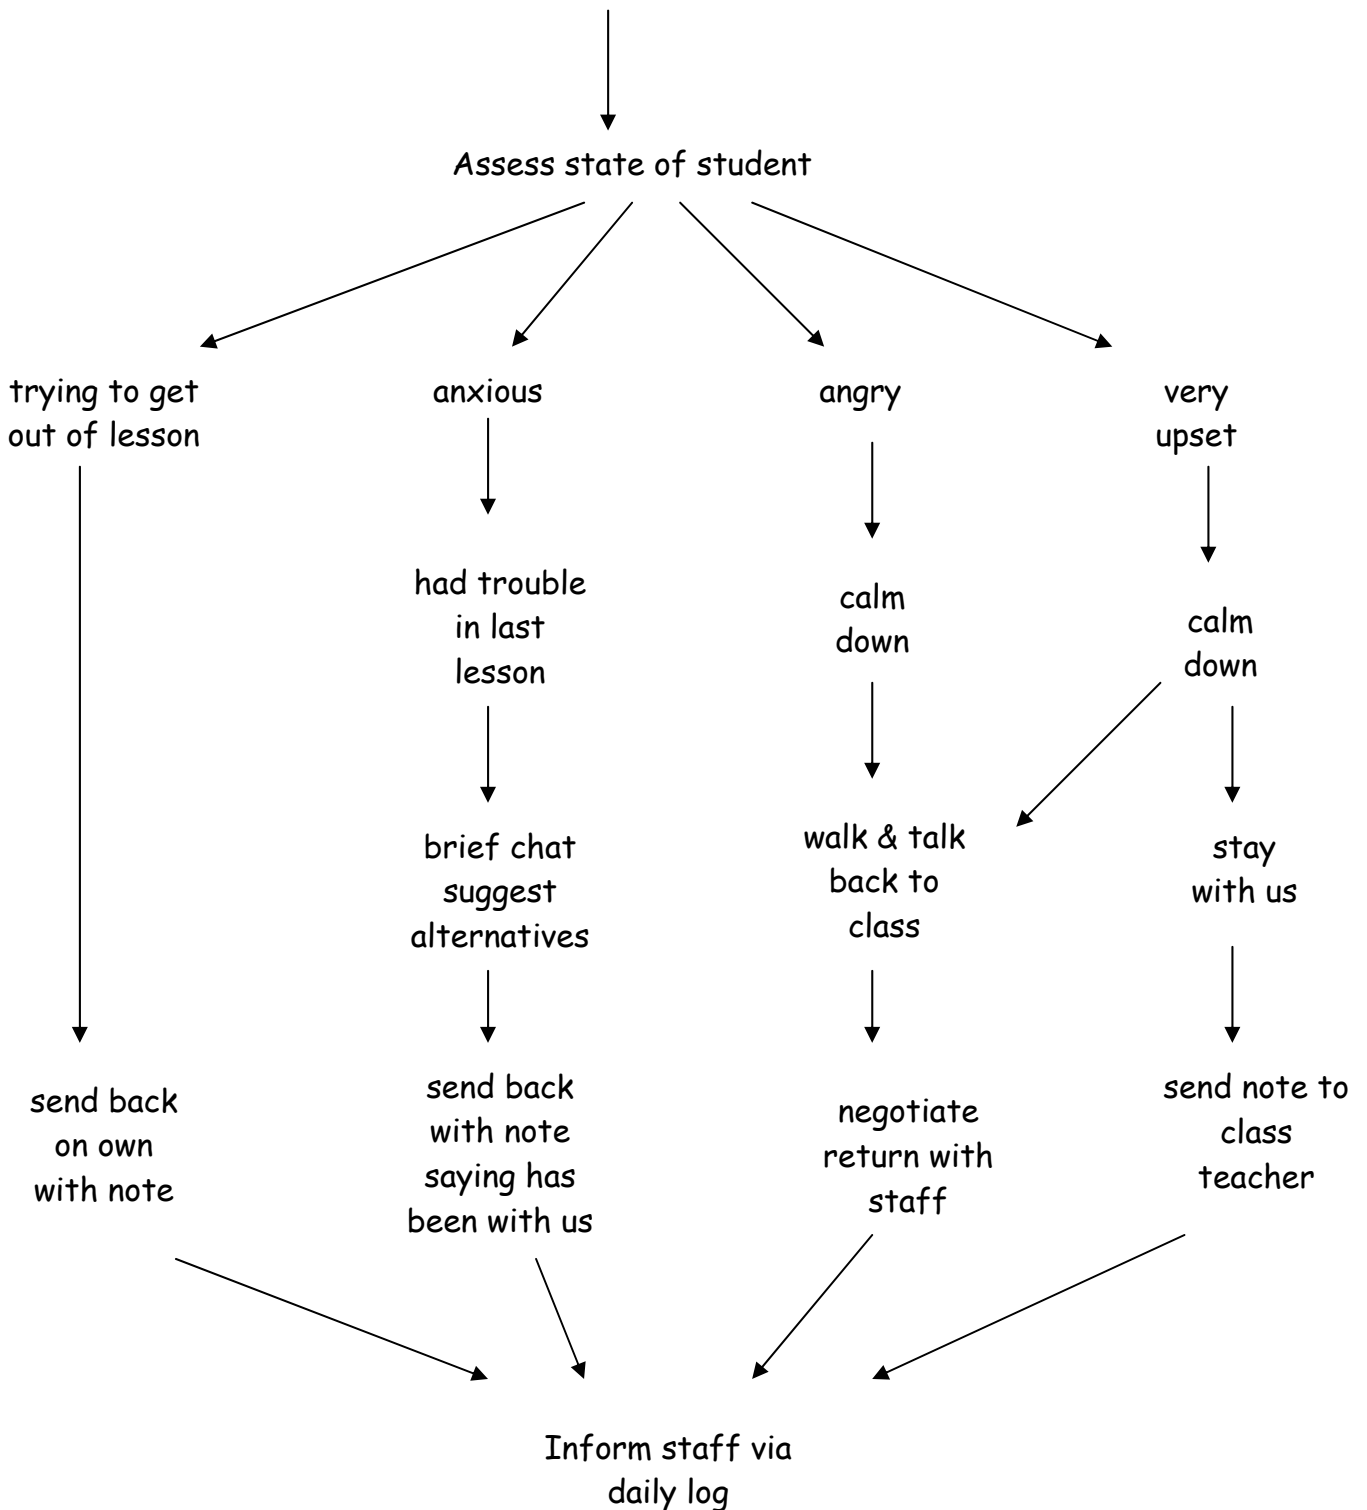 Assess state of student
trying to get
out of lesson
anxious
angry
very
upset
had trouble
in last
lesson
calm
down
calm
down
brief chat
suggest
alternatives
walk & talk
back to
class
stay
with us
send back
on own
with note
send back
with note
saying has
been with us
negotiate
return with
staff
send note to
class
teacher
Inform staff via
daily log